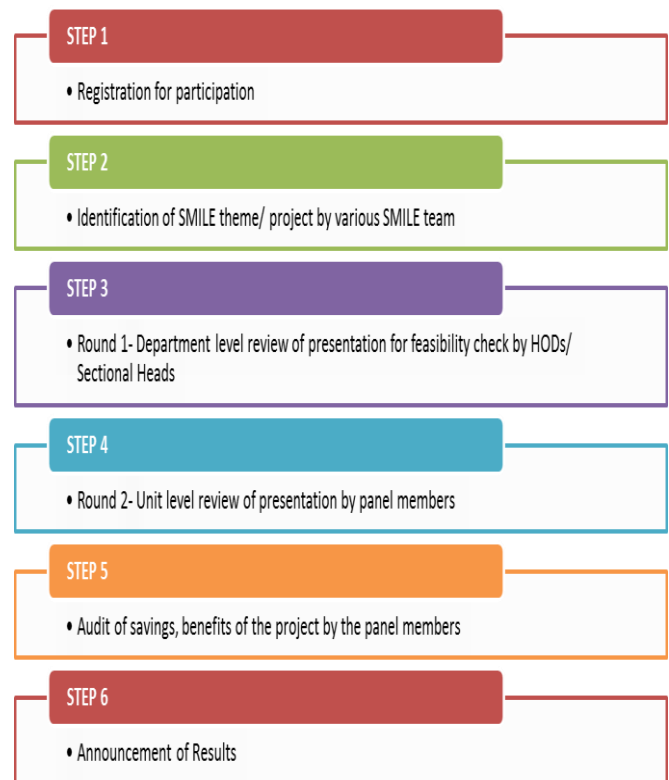 STEP 1
• Registration for participation
STEP 2
• Identification of SMILE theme/ project by various SMILE team
STEP 3
• Round 1- Department level review of presentation for feasibility check by HODs/
Sectional Heads
STEP 4
• Round 2- Unit level review of presentation by panel members
STEP 5
• Audit of savings, benefits of the project by the panel members
STEP 6
• Announcement of Results